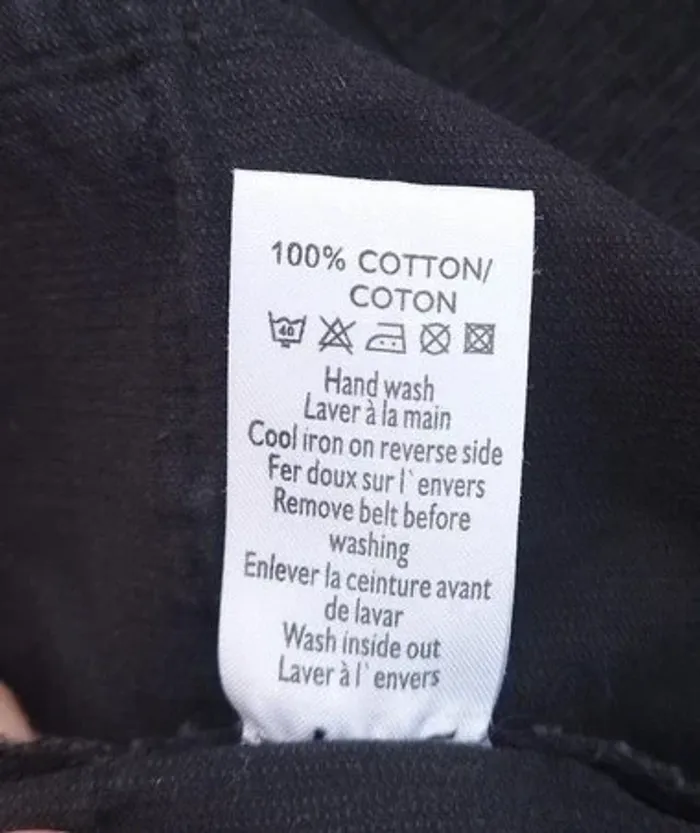 100% COTTON/
COTON
40
Hand wash
Laver à la main
Cool iron on reverse side
Fer doux sur l`envers
Remove belt before
washing
Enlever la ceinture avant
de lavar
Wash inside out
Laver à l`envers